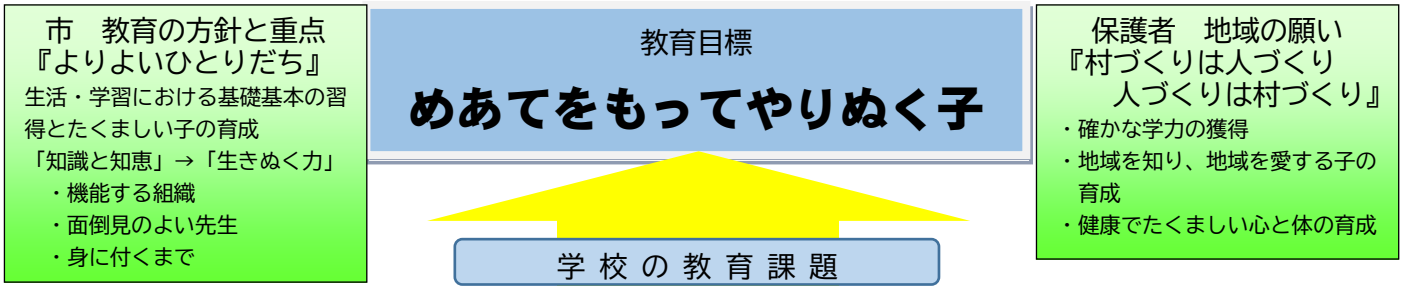 市　教育の方針と重点
『よりよいひとりだち』
生活・学習における基礎基本の習
得とたくましい子の育成
「知識と知恵」→「生きぬく力」
・機能する組織
・面倒見のよい先生
・身に付くまで
教育目標
めあてをもってやりぬく子
学校の教育課題
保護者　地域の願い
『村づくりは人づくり
人づくりは村づくり』
・確かな学力の獲得
・地域を知り、地域を愛する子の
育成
・健康でたくましい心と体の育成